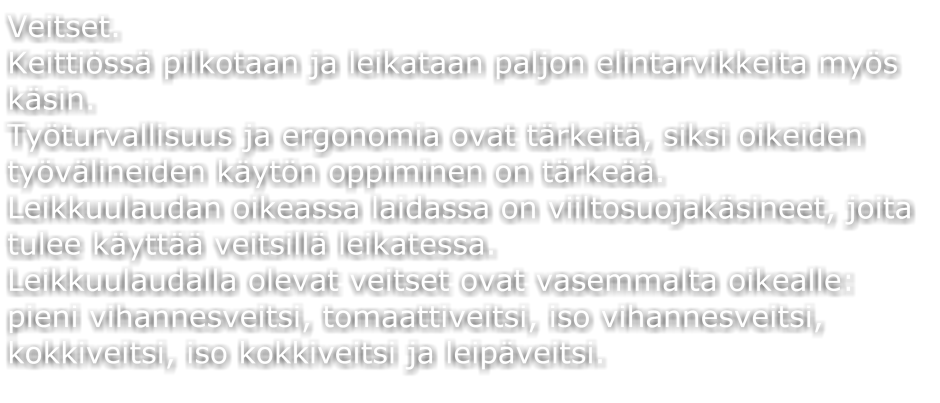 Veitset.
Keittiössä pilkotaan ja leikataan paljon elintarvikkeita myös
käsin.
Työturvallisuus ja ergonomia ovat tärkeitä, siksi oikeiden
työvälineiden käytön oppiminen on tärkeää.
Leikkuulaudan oikeassa laidassa on viiltosuojakäsineet, joita
tulee käyttää veitsillä leikatessa.
Leikkuulaudalla olevat veitset ovat vasemmalta oikealle:
pieni vihannesveitsi, tomaattiveitsi, iso vihannesveitsi,
kokkiveitsi, iso kokkiveitsi ja leipäveitsi.